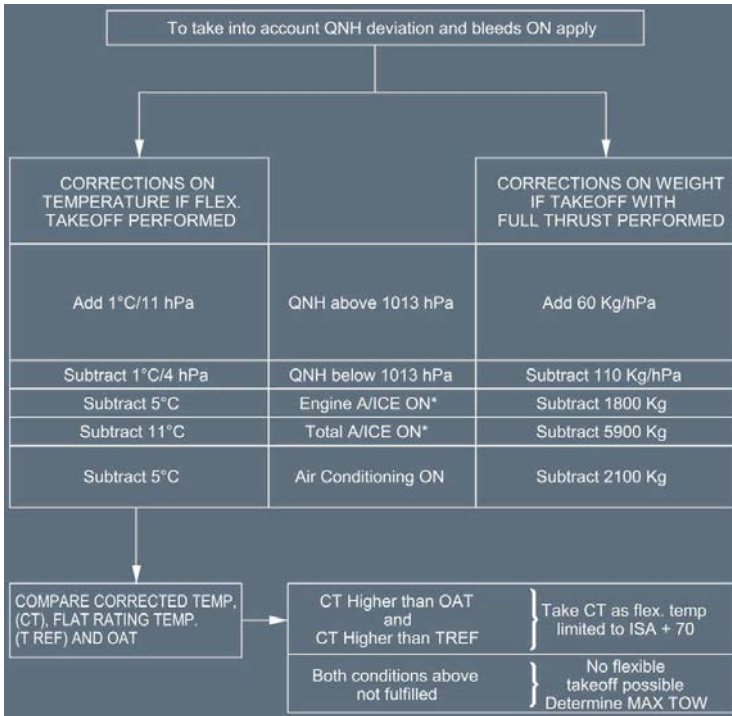 To take into account QNH deviation and bleeds ON apply
CORRECTIONS ON
TEMPERATURE IF FLEX.
TAKEOFF PERFORMED
CORRECTIONS ON WEIGHT
IF TAKEOFF WITH
FULL THRUST PERFORMED
Add 1°C/11 hPa
QNH above 1013 hPa
Add 60 Kg/hPa
Subtract 1°C/4 hPa
QNH below 1013 hPa
Subtract 110 Kg/hPa
Subtract 5°C
Engine A/ICE ON*
Subtract 1800 Kg
Subtract 11°C
Total A/ICE ON*
Subtract 5900 Kg
Subtract 5°C
Air Conditioning ON
Subtract 2100 Kg
COMPARE CORRECTED TEMP,
(CT), FLAT RATING TEMP.
(T REF) AND OAT
CT Higher than OAT
and
CT Higher than TREF
Take CT as flex. temp
limited to ISA + 70
Both conditions above
not fulfilled
No flexible
takeoff possible
Determine MAX TOW